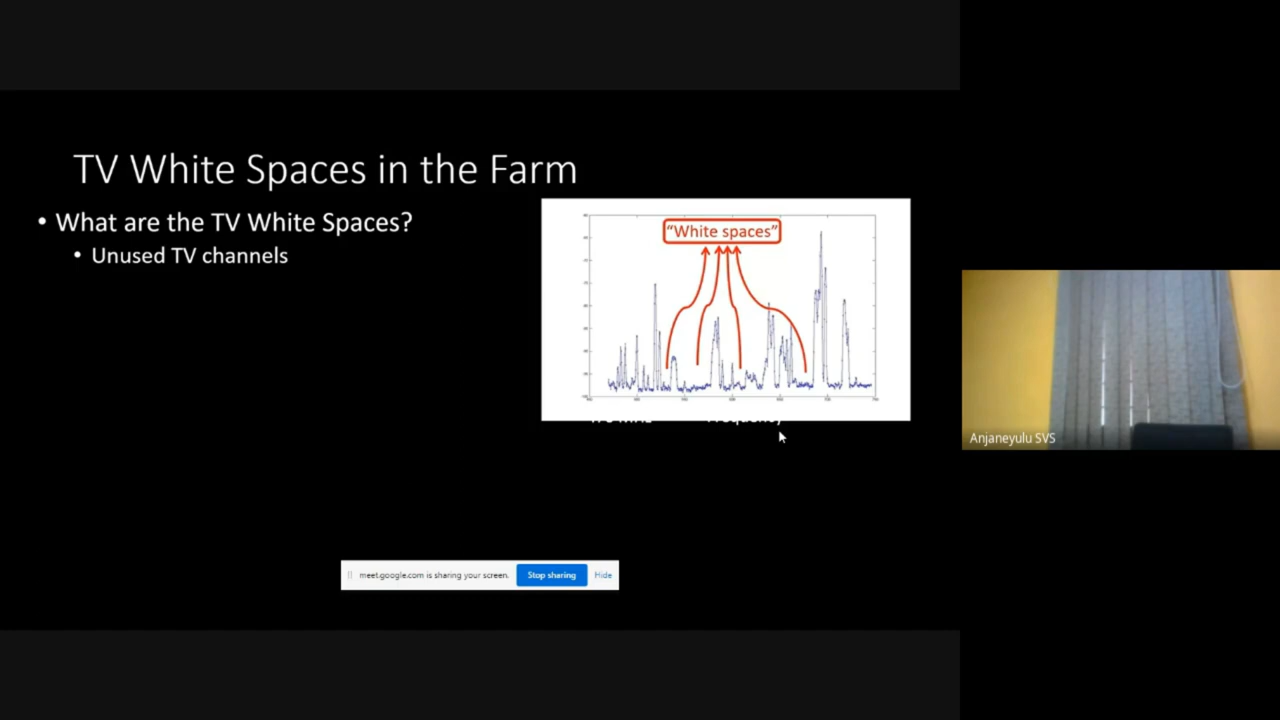 TV White Spaces in the Farm
• What are the TV White Spaces?
• Unused TV channels
“White spaces”
Frequency
Anjaneyulu SVS
meet.google.com is sharing your screen.
Stop sharing
Hide